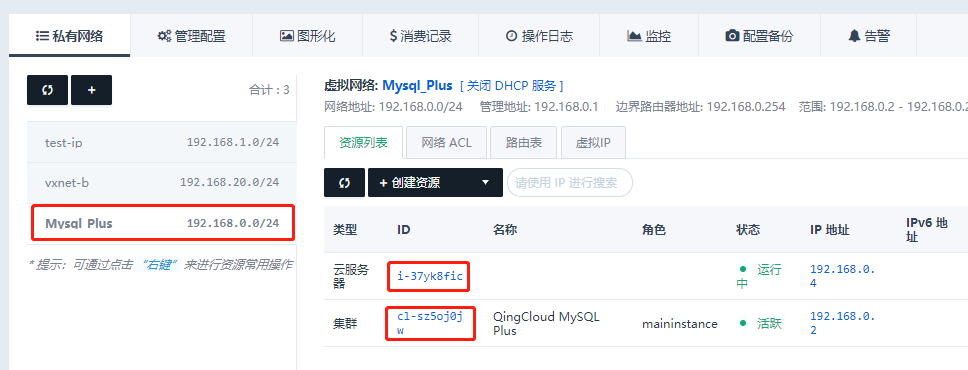 私有网络 管理配置 图形化 $ 消费记录 操作日志 监控 配置备份 告警
+ 合计 : 3
test-ip 192.168.1.0/24
vxnet-b 192.168.20.0/24
Mysql_Plus 192.168.0.0/24
* 提示：可通过点击 “右键” 来进行资源常用操作
虚拟网络: Mysql_Plus [ 关闭 DHCP 服务 ]
网络地址: 192.168.0.0/24 管理地址: 192.168.0.1 边界路由器地址: 192.168.0.254 范围: 192.168.0.2 - 192.168.0.2
资源列表 网络 ACL 路由表 虚拟IP
+ 创建资源 请使用 IP 进行搜索
类型 ID 名称 角色 状态 IP 地址 IPv6 地
址
云服务 i-37yk8fic 运行 192.168.0.
器 中 4
集群 cl-sz5oj0j QingCloud MySQL maininstance 活跃 192.168.0.
w Plus 2